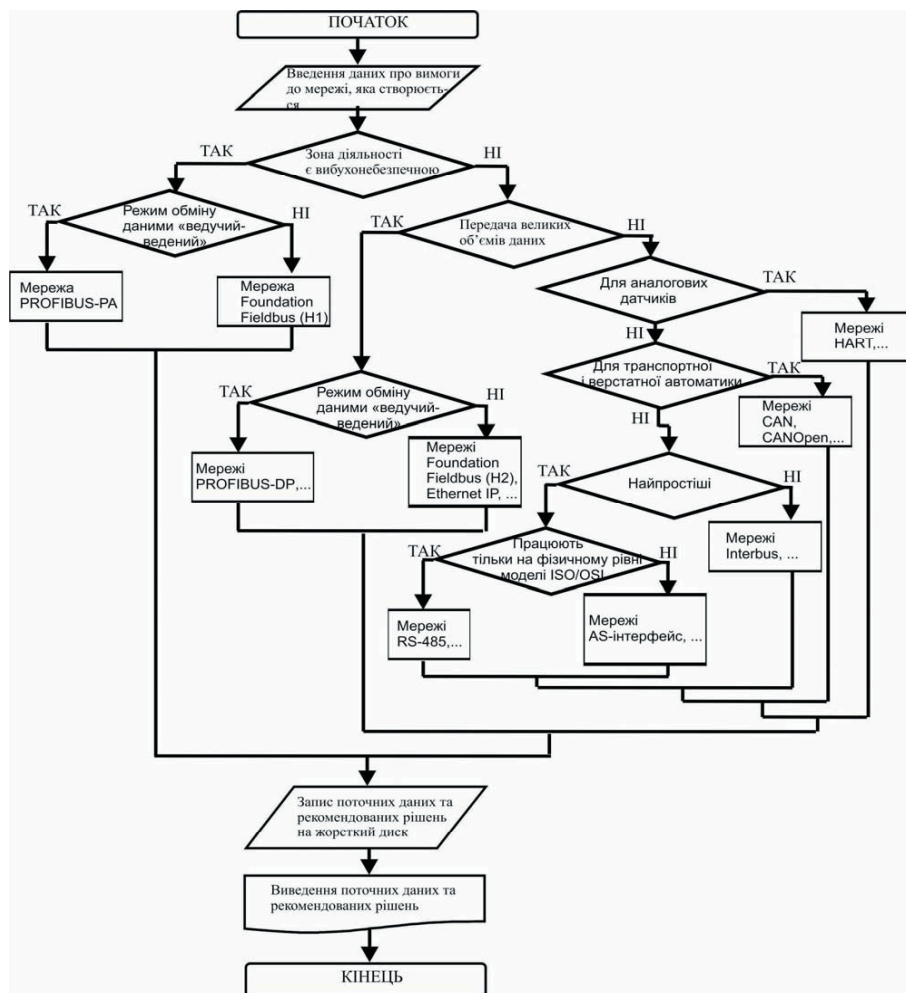 ПОЧАТОК
Введення даних про вимоги
до мережі, яка створюєть-
ся
Зона діяльності
є вибухонебезпечною
ТАК
НІ
Режим обміну
даними «ведучий-
ведений»
ТАК
НІ
Передача великих
об’ємів даних
ТАК
НІ
Мережа
PROFIBUS-PA
Мережа
Foundation
Fieldbus (H1)
Для аналогових
датчиків
ТАК
НІ
Мережі
HART,...
Для транспортної
і верстатної автоматики
ТАК
НІ
Режим обміну
даними «ведучий-
ведений»
ТАК
НІ
Мережі
CAN,
CANOpen,...
Мережі
PROFIBUS-DP,...
Мережі
Foundation
Fieldbus (H2),
Ethernet IP, ...
Найпростіші
ТАК
НІ
Мережі
Interbus, ...
Працюють
тільки на фізичному рівні
моделі ISO/OSI
ТАК
НІ
Мережі
RS-485,...
Мережі
AS-інтерфейс, ...
Запис поточних даних та
рекомендованих рішень
на жорсткий диск
Виведення поточних даних та
рекомендованих рішень
КІНЕЦЬ